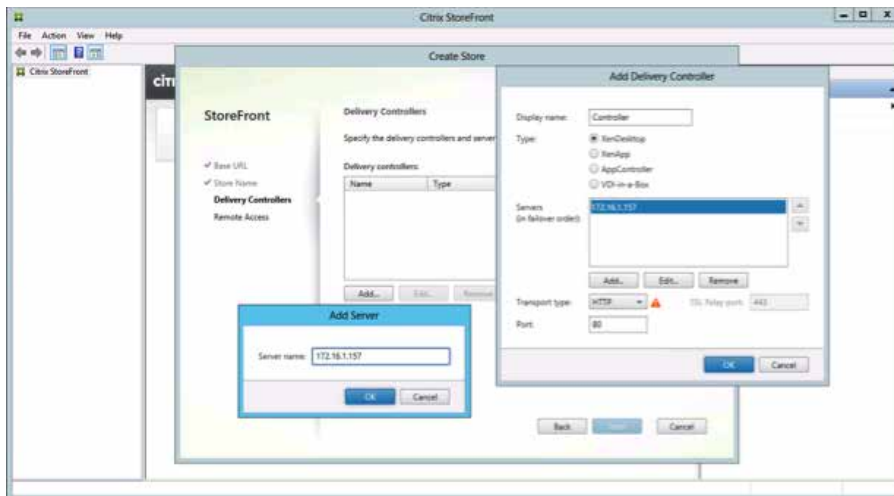 Citrix StoreFront
File Action View Help
Citrix StoreFront
Create Store
StoreFront
Base URL
Store Name
Delivery Controllers
Remote Access
Delivery Controllers
Specify the delivery controllers and server
Delivery controllers:
Name Type
Add... Edit... Remove
Back Cancel
Add Server
Server name: 172.16.1.157
OK Cancel
Add Delivery Controller
Display name: Controller
Type: XenDesktop
XenApp
AppController
VDI-in-a-Box
Servers
(in failover order):
172.16.1.157
Add... Edit... Remove
Transport type: HTTP SSL Relay port: 443
Port: 80
OK Cancel